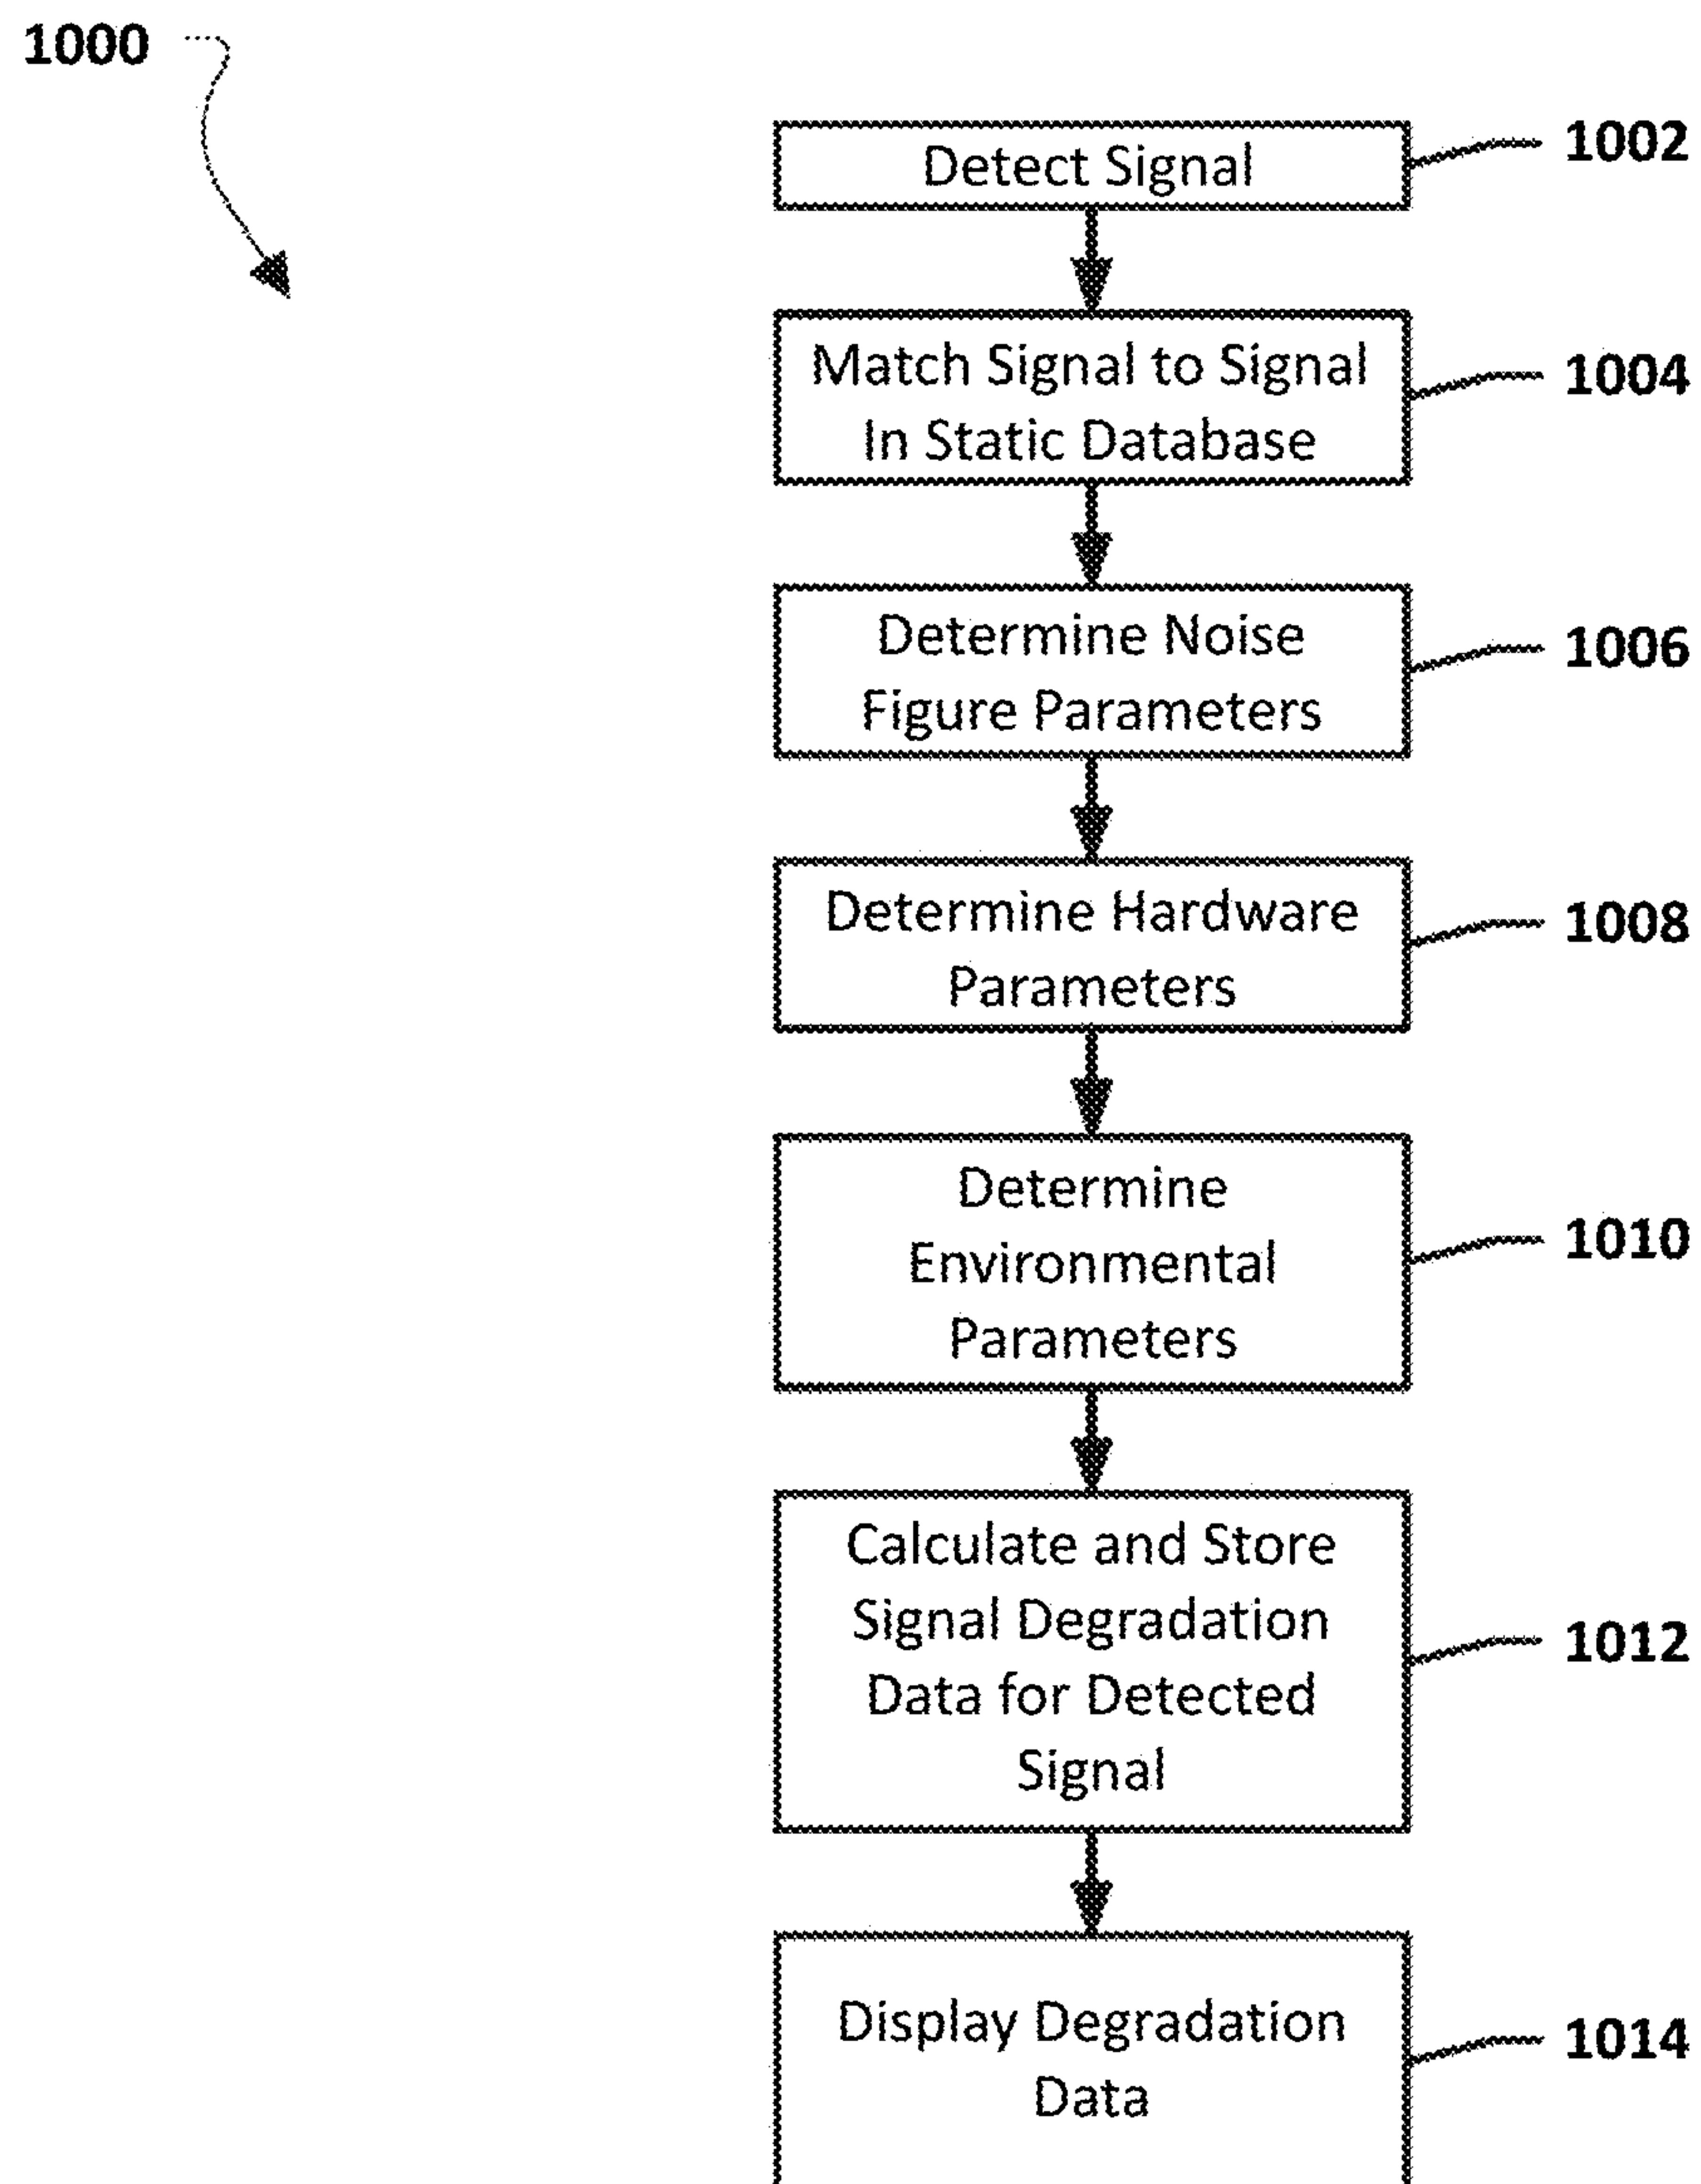 1000
Detect Signal
1002
Match Signal to Signal
In Static Database
1004
Determine Noise
Figure Parameters
1006
Determine Hardware
Parameters
1008
Determine
Environmental
Parameters
1010
Calculate and Store
Signal Degradation
Data for Detected
Signal
1012
Display Degradation
Data
1014